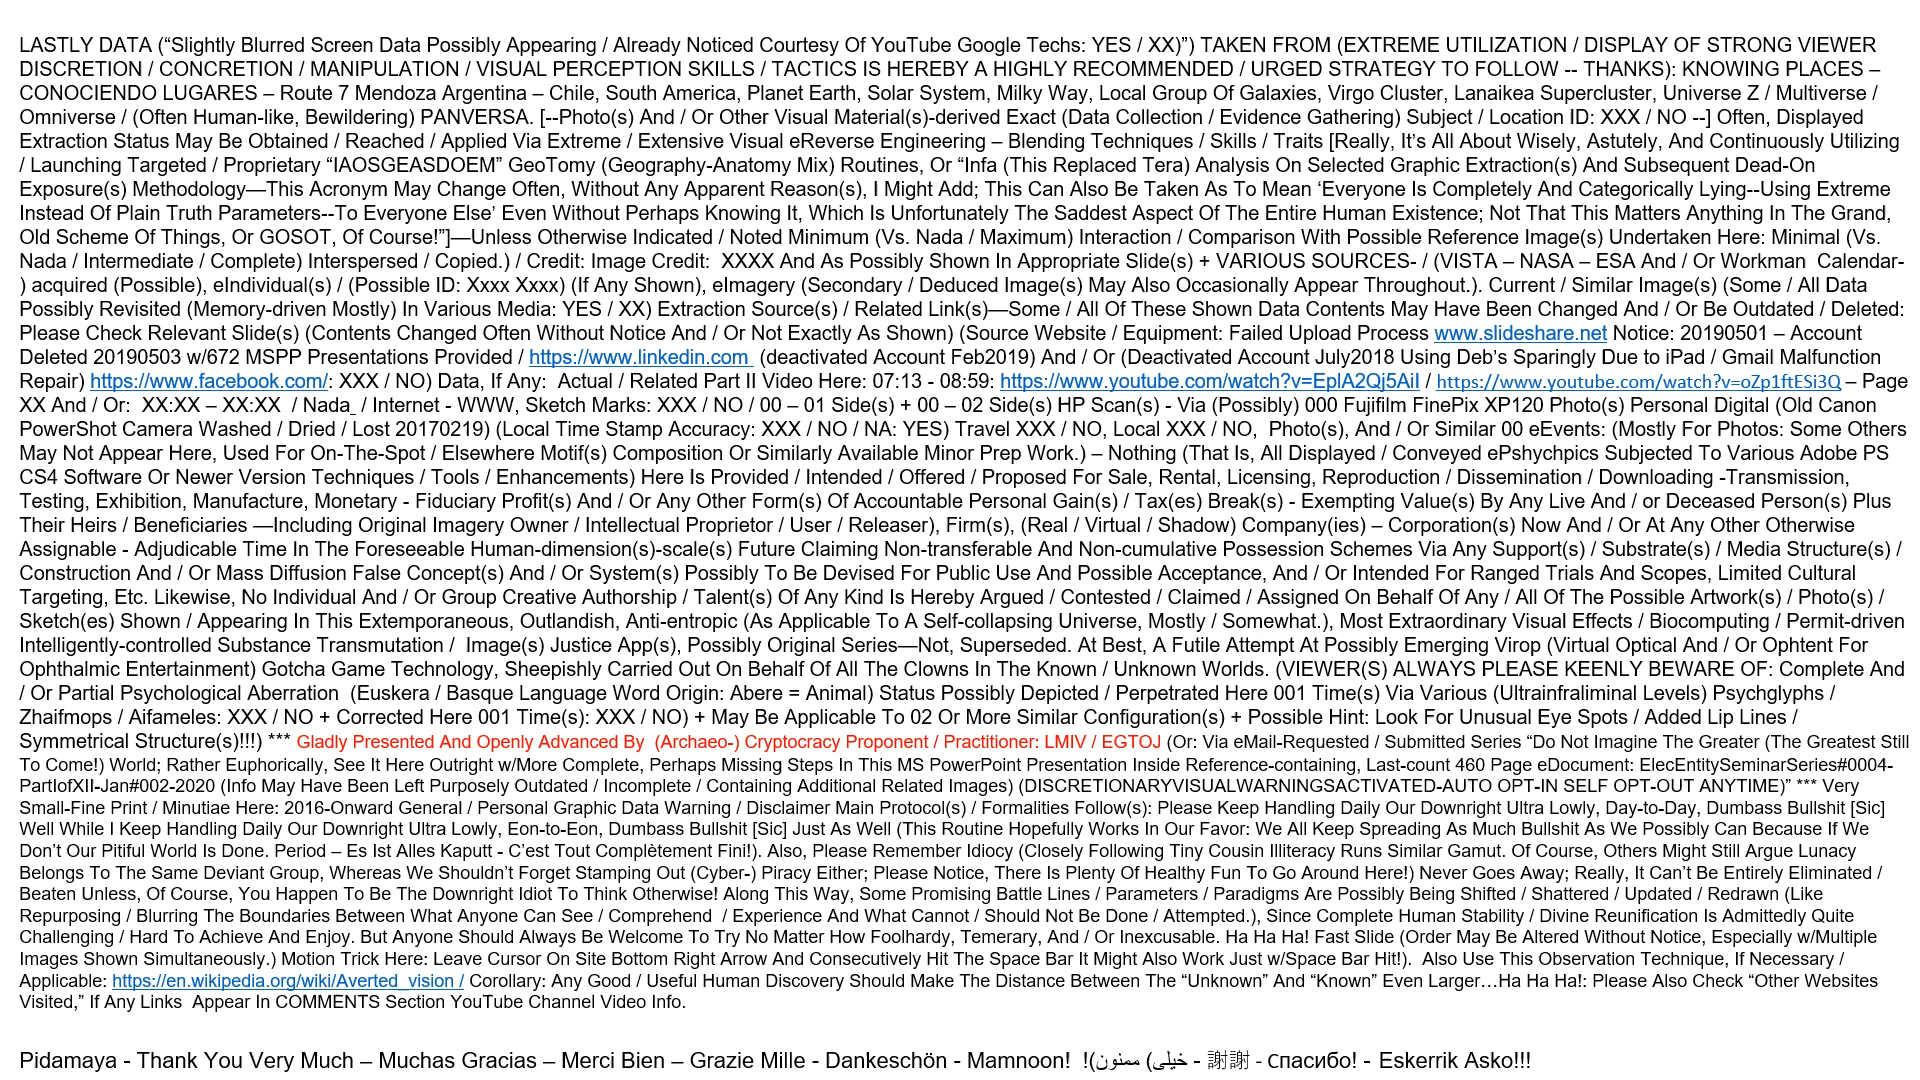 LASTLY DATA (“Slightly Blurred Screen Data Possibly Appearing / Already Noticed Courtesy Of YouTube Google Techs: YES / XX)”) TAKEN FROM (EXTREME UTILIZATION / DISPLAY OF STRONG VIEWER
DISCRETION / CONCRETION / MANIPULATION / VISUAL PERCEPTION SKILLS / TACTICS IS HEREBY A HIGHLY RECOMMENDED / URGED STRATEGY TO FOLLOW -- THANKS): KNOWING PLACES –
CONOCIENDO LUGARES – Route 7 Mendoza Argentina – Chile, South America, Planet Earth, Solar System, Milky Way, Local Group Of Galaxies, Virgo Cluster, Lanaikea Supercluster, Universe Z / Multiverse /
Omniverse / (Often Human-like, Bewildering) PANVERSA. [--Photo(s) And / Or Other Visual Material(s)-derived Exact (Data Collection / Evidence Gathering) Subject / Location ID: XXX / NO --] Often, Displayed
Extraction Status May Be Obtained / Reached / Applied Via Extreme / Extensive Visual eReverse Engineering – Blending Techniques / Skills / Traits [Really, It’s All About Wisely, Astutely, And Continuously Utilizing
/ Launching Targeted / Proprietary “IAOSGEASDOEM” GeoTomy (Geography-Anatomy Mix) Routines, Or “Infa (This Replaced Tera) Analysis On Selected Graphic Extraction(s) And Subsequent Dead-On
Exposure(s) Methodology—This Acronym May Change Often, Without Any Apparent Reason(s), I Might Add; This Can Also Be Taken As To Mean ‘Everyone Is Completely And Categorically Lying--Using Extreme
Instead Of Plain Truth Parameters--To Everyone Else’ Even Without Perhaps Knowing It, Which Is Unfortunately The Saddest Aspect Of The Entire Human Existence; Not That This Matters Anything In The Grand,
Old Scheme Of Things, Or GOSOT, Of Course!”]—Unless Otherwise Indicated / Noted Minimum (Vs. Nada / Maximum) Interaction / Comparison With Possible Reference Image(s) Undertaken Here: Minimal (Vs.
Nada / Intermediate / Complete) Interspersed / Copied.) / Credit: Image Credit:  XXXX And As Possibly Shown In Appropriate Slide(s) + VARIOUS SOURCES- / (VISTA – NASA – ESA And / Or Workman  Calendar-
) acquired (Possible), eIndividual(s) / (Possible ID: Xxxx Xxxx) (If Any Shown), eImagery (Secondary / Deduced Image(s) May Also Occasionally Appear Throughout.). Current / Similar Image(s) (Some / All Data
Possibly Revisited (Memory-driven Mostly) In Various Media: YES / XX) Extraction Source(s) / Related Link(s)—Some / All Of These Shown Data Contents May Have Been Changed And / Or Be Outdated / Deleted:
Please Check Relevant Slide(s) (Contents Changed Often Without Notice And / Or Not Exactly As Shown) (Source Website / Equipment: Failed Upload Process www.slideshare.net Notice: 20190501 – Account
Deleted 20190503 w/672 MSPP Presentations Provided / https://www.linkedin.com  (deactivated Account Feb2019) And / Or (Deactivated Account July2018 Using Deb’s Sparingly Due to iPad / Gmail Malfunction
Repair) https://www.facebook.com/: XXX / NO) Data, If Any:  Actual / Related Part II Video Here: 07:13 - 08:59: https://www.youtube.com/watch?v=EplA2Qj5AiI / https://www.youtube.com/watch?v=oZp1ftESi3Q – Page
XX And / Or:  XX:XX – XX:XX  / Nada_ / Internet - WWW, Sketch Marks: XXX / NO / 00 – 01 Side(s) + 00 – 02 Side(s) HP Scan(s) - Via (Possibly) 000 Fujifilm FinePix XP120 Photo(s) Personal Digital (Old Canon
PowerShot Camera Washed / Dried / Lost 20170219) (Local Time Stamp Accuracy: XXX / NO / NA: YES) Travel XXX / NO, Local XXX / NO,  Photo(s), And / Or Similar 00 eEvents: (Mostly For Photos: Some Others
May Not Appear Here, Used For On-The-Spot / Elsewhere Motif(s) Composition Or Similarly Available Minor Prep Work.) – Nothing (That Is, All Displayed / Conveyed ePshychpics Subjected To Various Adobe PS
CS4 Software Or Newer Version Techniques / Tools / Enhancements) Here Is Provided / Intended / Offered / Proposed For Sale, Rental, Licensing, Reproduction / Dissemination / Downloading -Transmission,
Testing, Exhibition, Manufacture, Monetary - Fiduciary Profit(s) And / Or Any Other Form(s) Of Accountable Personal Gain(s) / Tax(es) Break(s) - Exempting Value(s) By Any Live And / or Deceased Person(s) Plus
Their Heirs / Beneficiaries —Including Original Imagery Owner / Intellectual Proprietor / User / Releaser), Firm(s), (Real / Virtual / Shadow) Company(ies) – Corporation(s) Now And / Or At Any Other Otherwise
Assignable - Adjudicable Time In The Foreseeable Human-dimension(s)-scale(s) Future Claiming Non-transferable And Non-cumulative Possession Schemes Via Any Support(s) / Substrate(s) / Media Structure(s) /
Construction And / Or Mass Diffusion False Concept(s) And / Or System(s) Possibly To Be Devised For Public Use And Possible Acceptance, And / Or Intended For Ranged Trials And Scopes, Limited Cultural
Targeting, Etc. Likewise, No Individual And / Or Group Creative Authorship / Talent(s) Of Any Kind Is Hereby Argued / Contested / Claimed / Assigned On Behalf Of Any / All Of The Possible Artwork(s) / Photo(s) /
Sketch(es) Shown / Appearing In This Extemporaneous, Outlandish, Anti-entropic (As Applicable To A Self-collapsing Universe, Mostly / Somewhat.), Most Extraordinary Visual Effects / Biocomputing / Permit-driven
Intelligently-controlled Substance Transmutation /  Image(s) Justice App(s), Possibly Original Series—Not, Superseded. At Best, A Futile Attempt At Possibly Emerging Virop (Virtual Optical And / Or Ophtent For
Ophthalmic Entertainment) Gotcha Game Technology, Sheepishly Carried Out On Behalf Of All The Clowns In The Known / Unknown Worlds. (VIEWER(S) ALWAYS PLEASE KEENLY BEWARE OF: Complete And
/ Or Partial Psychological Aberration  (Euskera / Basque Language Word Origin: Abere = Animal) Status Possibly Depicted / Perpetrated Here 001 Time(s) Via Various (Ultrainfraliminal Levels) Psychglyphs /
Zhaifmops / Aifameles: XXX / NO + Corrected Here 001 Time(s): XXX / NO) + May Be Applicable To 02 Or More Similar Configuration(s) + Possible Hint: Look For Unusual Eye Spots / Added Lip Lines /
Symmetrical Structure(s)!!!) *** Gladly Presented And Openly Advanced By  (Archaeo-) Cryptocracy Proponent / Practitioner: LMIV / EGTOJ (Or: Via eMail-Requested / Submitted Series “Do Not Imagine The Greater (The Greatest Still
To Come!) World; Rather Euphorically, See It Here Outright w/More Complete, Perhaps Missing Steps In This MS PowerPoint Presentation Inside Reference-containing, Last-count 460 Page eDocument: ElecEntitySeminarSeries#0004-
PartIofXII-Jan#002-2020 (Info May Have Been Left Purposely Outdated / Incomplete / Containing Additional Related Images) (DISCRETIONARYVISUALWARNINGSACTIVATED-AUTO OPT-IN SELF OPT-OUT ANYTIME)” *** Very
Small-Fine Print / Minutiae Here: 2016-Onward General / Personal Graphic Data Warning / Disclaimer Main Protocol(s) / Formalities Follow(s): Please Keep Handling Daily Our Downright Ultra Lowly, Day-to-Day, Dumbass Bullshit [Sic]
Well While I Keep Handling Daily Our Downright Ultra Lowly, Eon-to-Eon, Dumbass Bullshit [Sic] Just As Well (This Routine Hopefully Works In Our Favor: We All Keep Spreading As Much Bullshit As We Possibly Can Because If We
Don’t Our Pitiful World Is Done. Period – Es Ist Alles Kaputt - C’est Tout Complètement Fini!). Also, Please Remember Idiocy (Closely Following Tiny Cousin Illiteracy Runs Similar Gamut. Of Course, Others Might Still Argue Lunacy
Belongs To The Same Deviant Group, Whereas We Shouldn’t Forget Stamping Out (Cyber-) Piracy Either; Please Notice, There Is Plenty Of Healthy Fun To Go Around Here!) Never Goes Away; Really, It Can’t Be Entirely Eliminated /
Beaten Unless, Of Course, You Happen To Be The Downright Idiot To Think Otherwise! Along This Way, Some Promising Battle Lines / Parameters / Paradigms Are Possibly Being Shifted / Shattered / Updated / Redrawn (Like
Repurposing / Blurring The Boundaries Between What Anyone Can See / Comprehend  / Experience And What Cannot / Should Not Be Done / Attempted.), Since Complete Human Stability / Divine Reunification Is Admittedly Quite
Challenging / Hard To Achieve And Enjoy. But Anyone Should Always Be Welcome To Try No Matter How Foolhardy, Temerary, And / Or Inexcusable. Ha Ha Ha! Fast Slide (Order May Be Altered Without Notice, Especially w/Multiple
Images Shown Simultaneously.) Motion Trick Here: Leave Cursor On Site Bottom Right Arrow And Consecutively Hit The Space Bar It Might Also Work Just w/Space Bar Hit!).  Also Use This Observation Technique, If Necessary /
Applicable: https://en.wikipedia.org/wiki/Averted_vision / Corollary: Any Good / Useful Human Discovery Should Make The Distance Between The “Unknown” And “Known” Even Larger…Ha Ha Ha!: Please Also Check “Other Websites
Visited,” If Any Links  Appear In COMMENTS Section YouTube Channel Video Info.
Pidamaya - Thank You Very Much – Muchas Gracias – Merci Bien – Grazie Mille - Dankeschön - Mamnoon!  !(خیلی) ممنون - 謝謝 - Спасибо! - Eskerrik Asko!!!